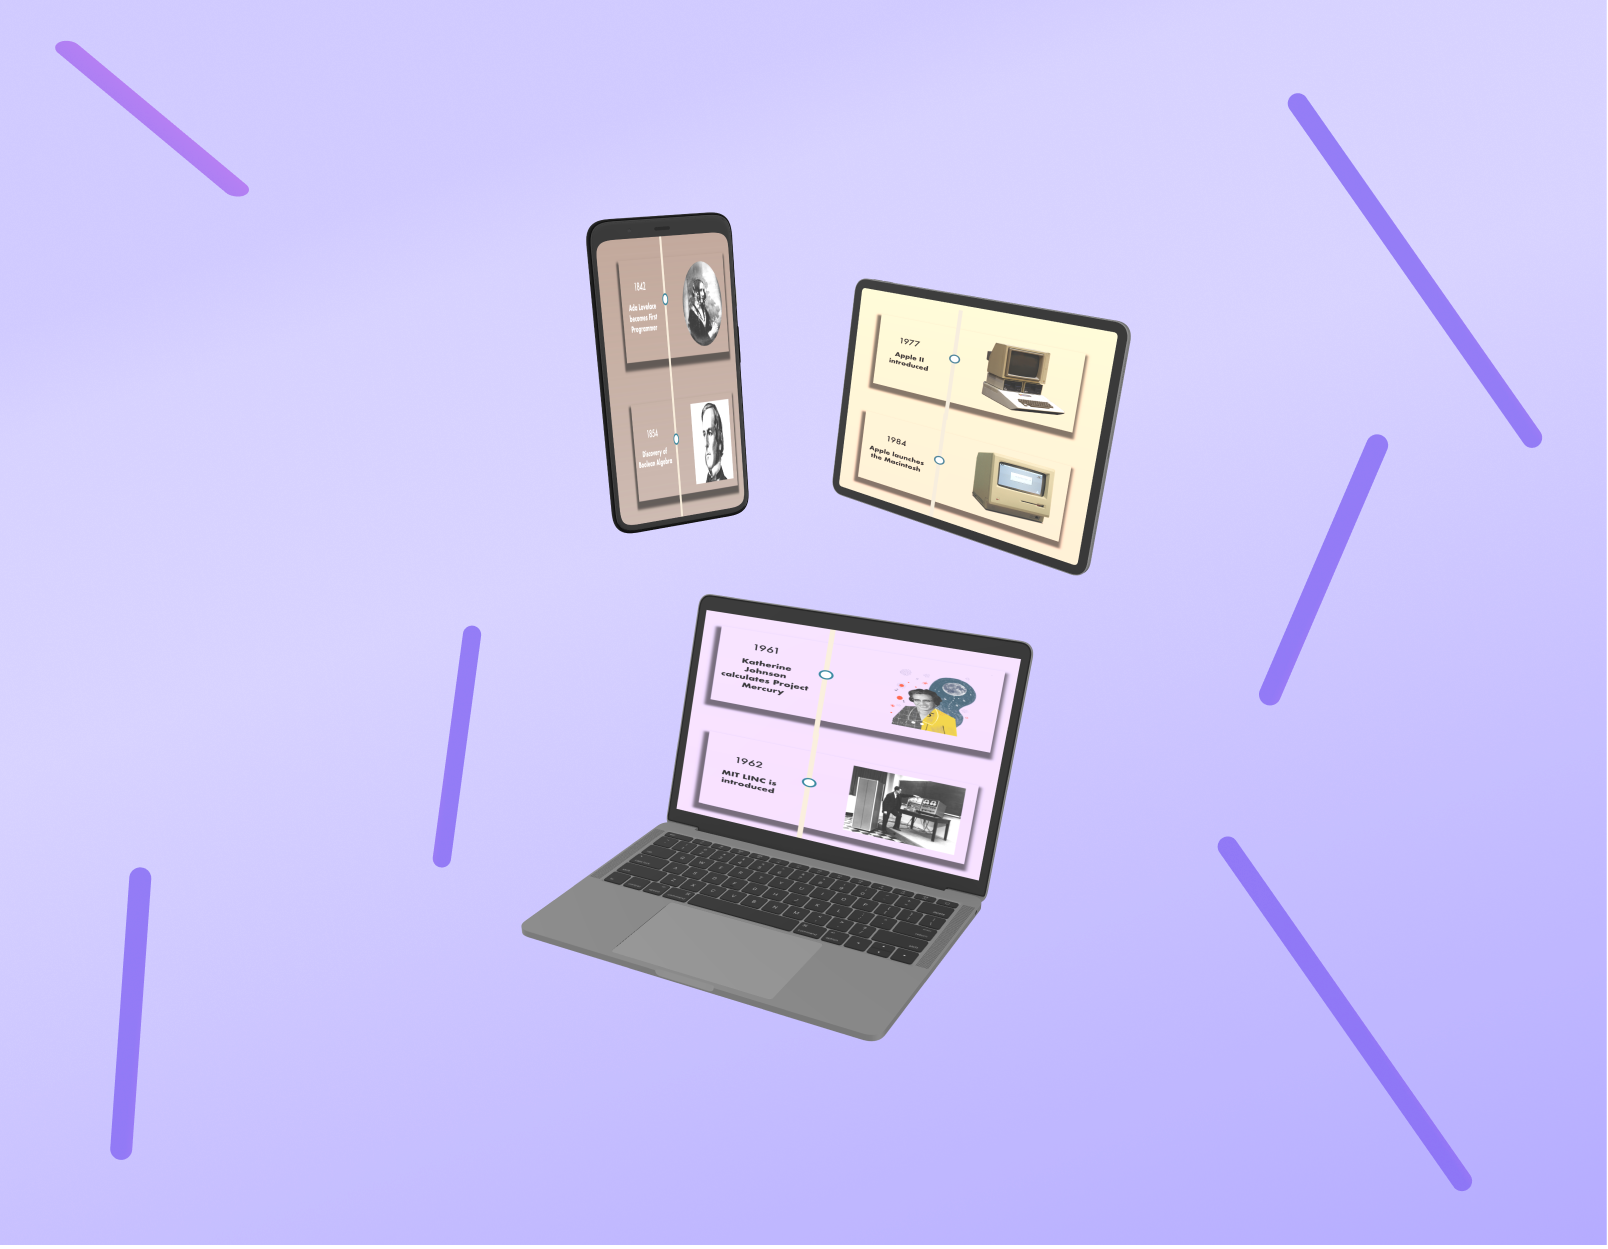 1842
Ada Lovelace
becomes First
Programmer
1854
Discovery of
Boolean Algebra
1977
Apple II
introduced
1984
Apple launches
the Macintosh
1961
Katherine
Johnson
calculates Project
Mercury
1962
MIT LINC is
introduced